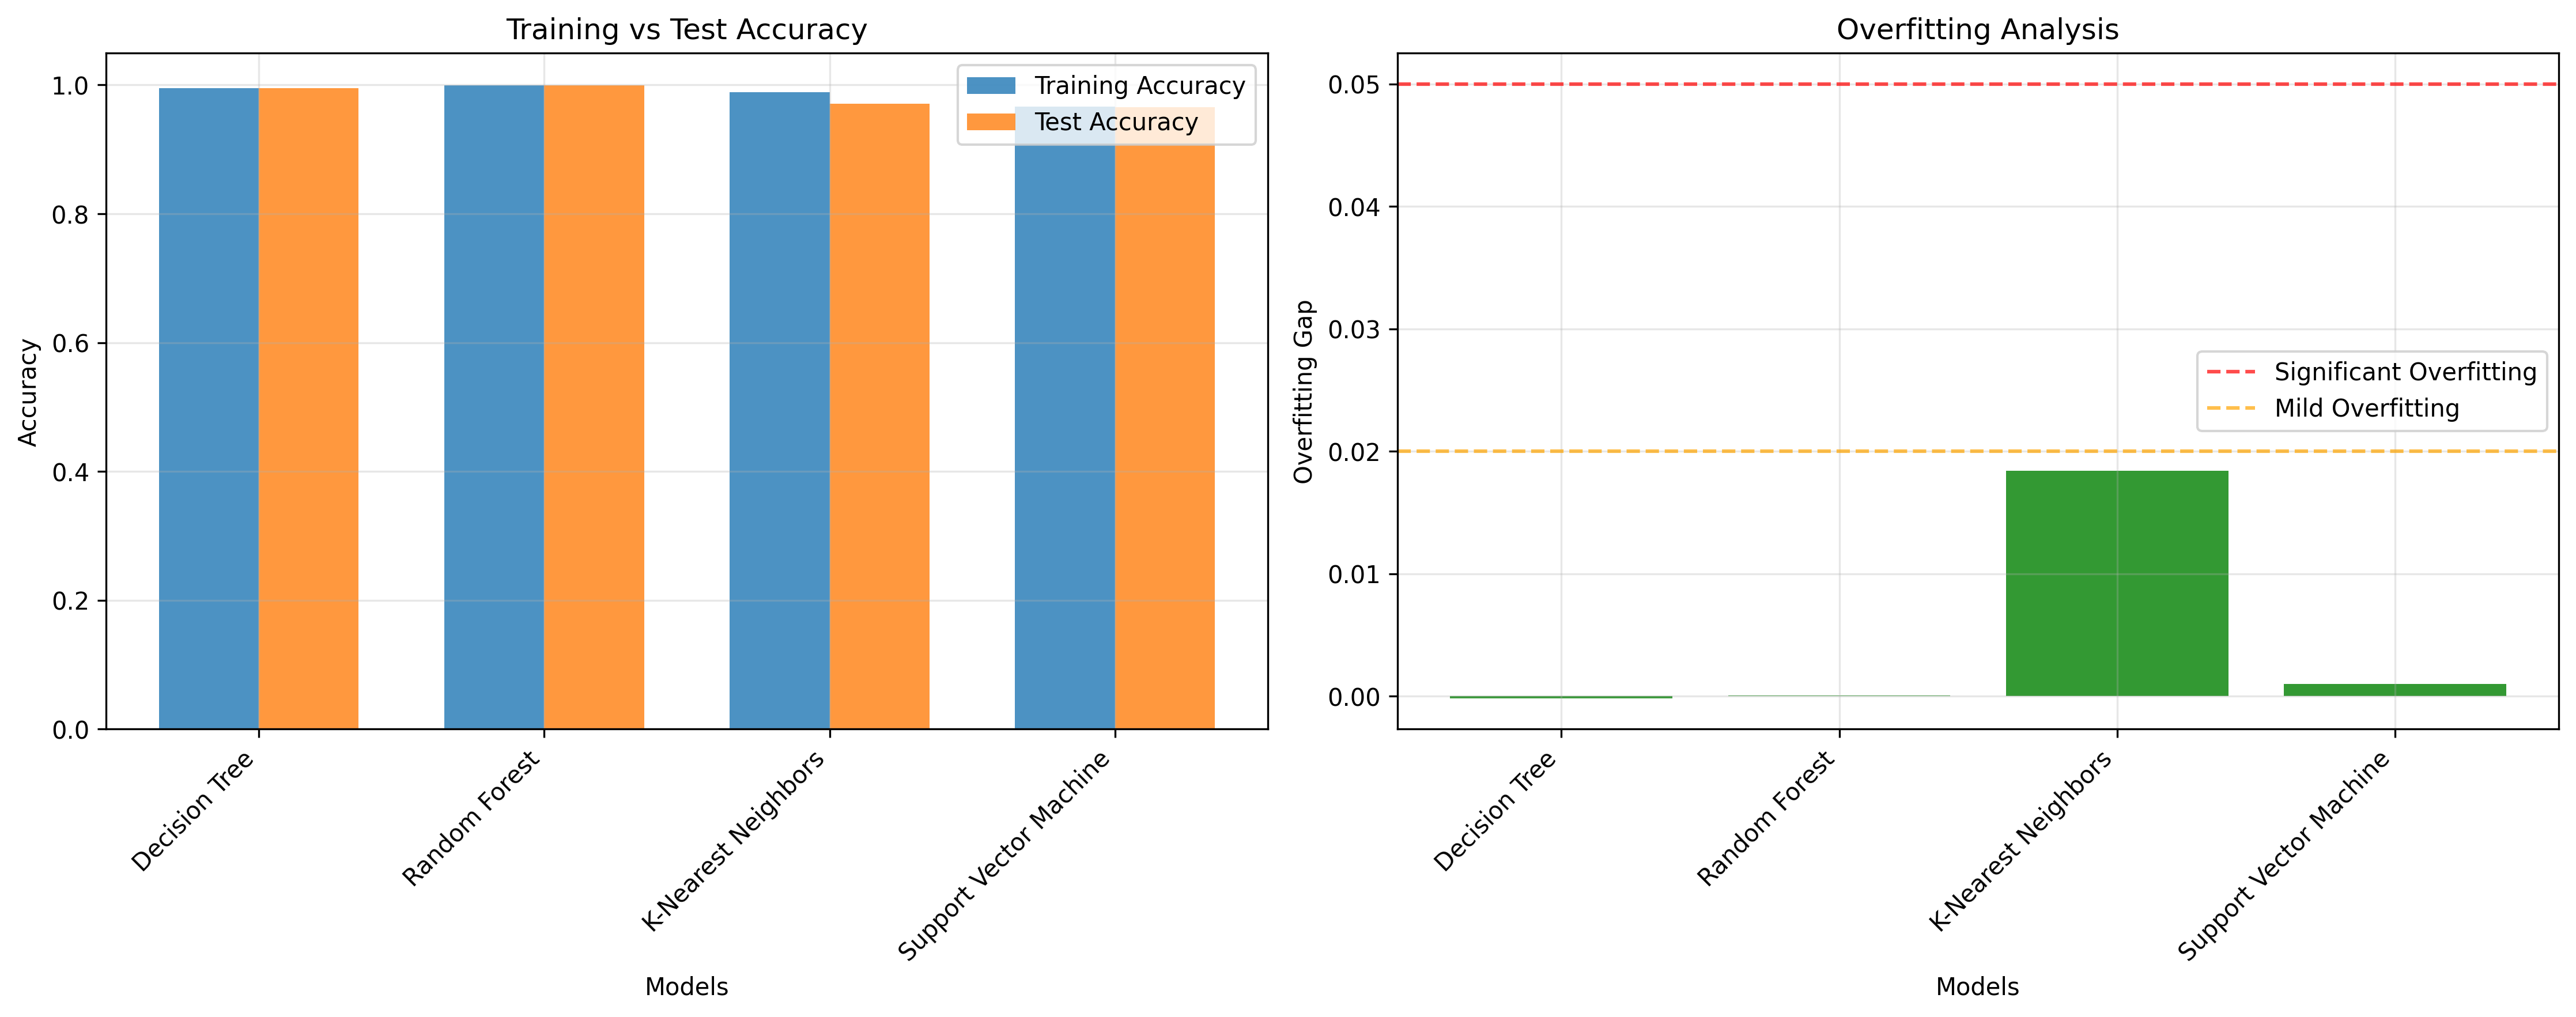 Training vs Test Accuracy
Training Accuracy
Test Accuracy
Accuracy
1.0
0.8
0.6
0.4
0.2
0.0
Decision Tree
Random Forest
K-Nearest Neighbors
Support Vector Machine
Models
Overfitting Analysis
Significant Overfitting
Mild Overfitting
Overfitting Gap
0.05
0.04
0.03
0.02
0.01
0.00
Decision Tree
Random Forest
K-Nearest Neighbors
Support Vector Machine
Models